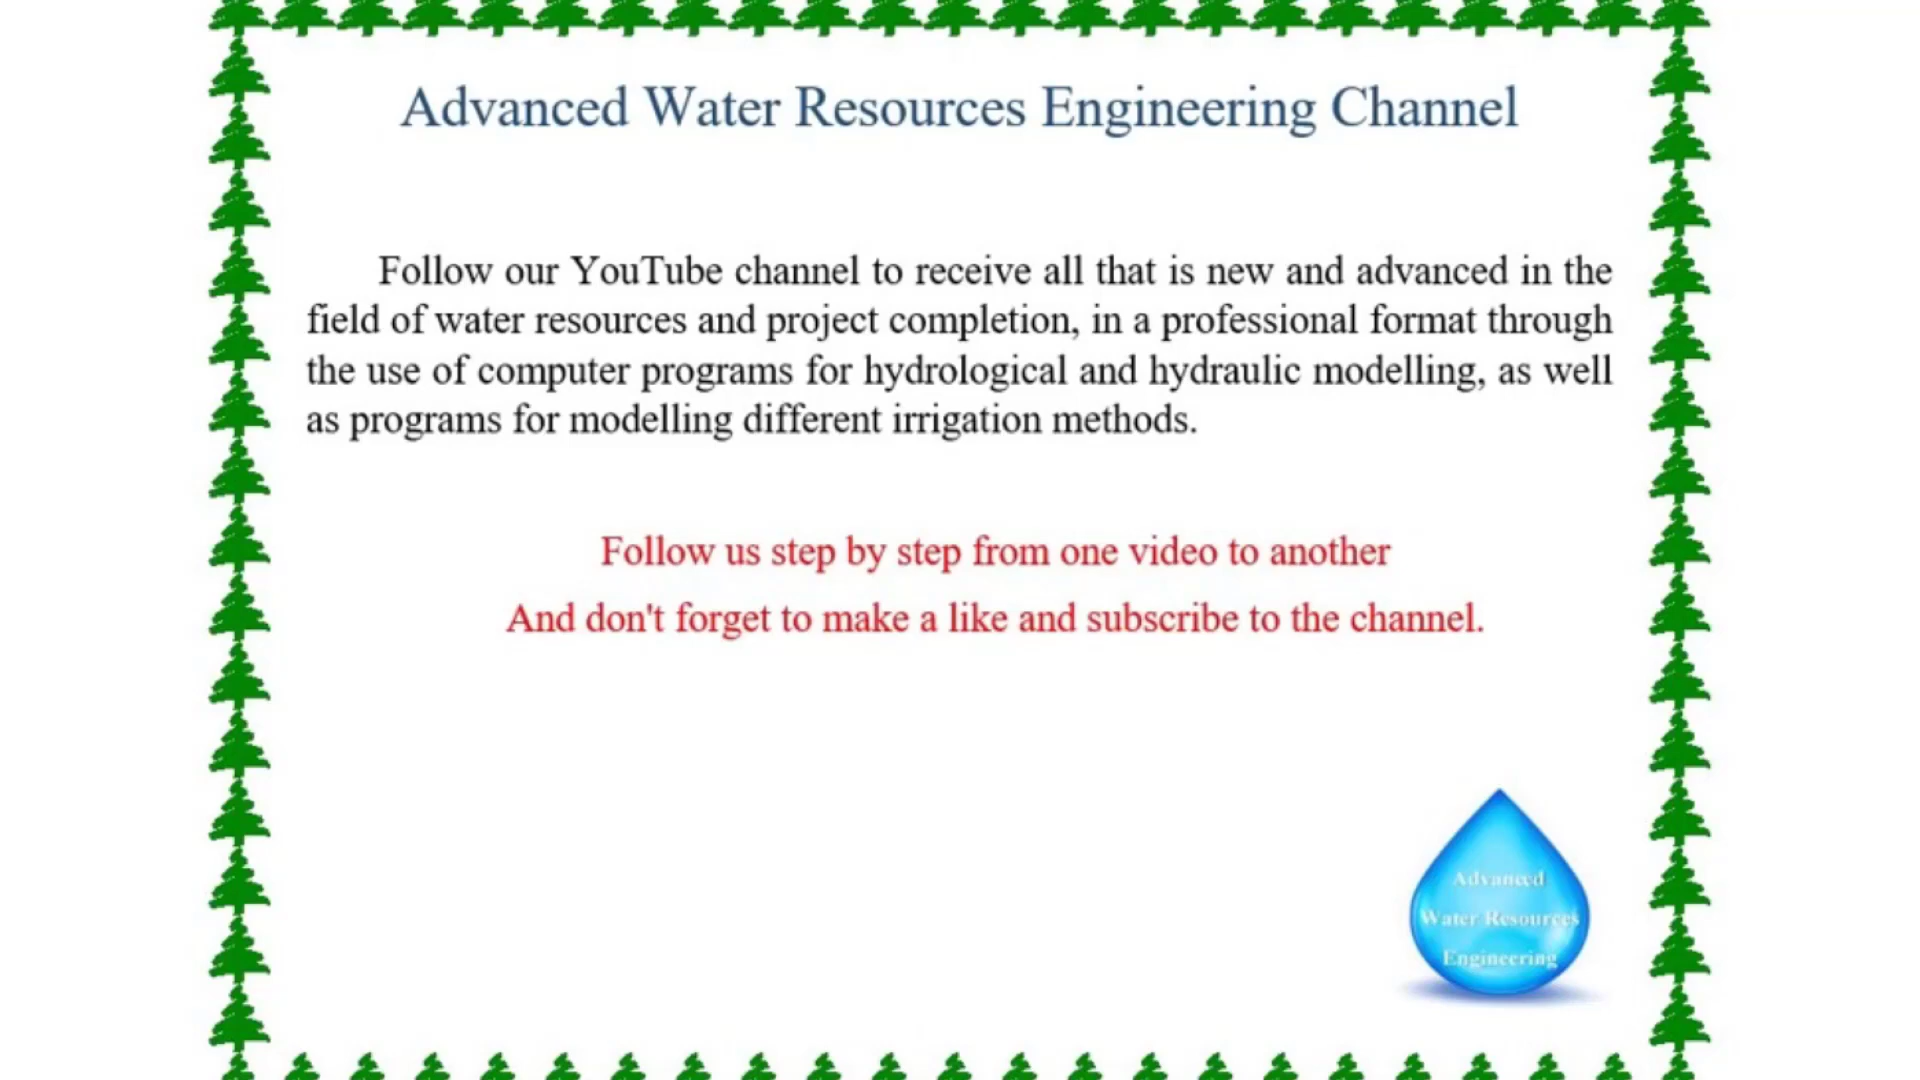 Advanced Water Resources Engineering Channel
Follow our YouTube channel to receive all that is new and advanced in the
field of water resources and project completion, in a professional format through
the use of computer programs for hydrological and hydraulic modelling, as well
as programs for modelling different irrigation methods.
Follow us step by step from one video to another
And don't forget to make a like and subscribe to the channel.
Advanced
Water Resources
Engineering